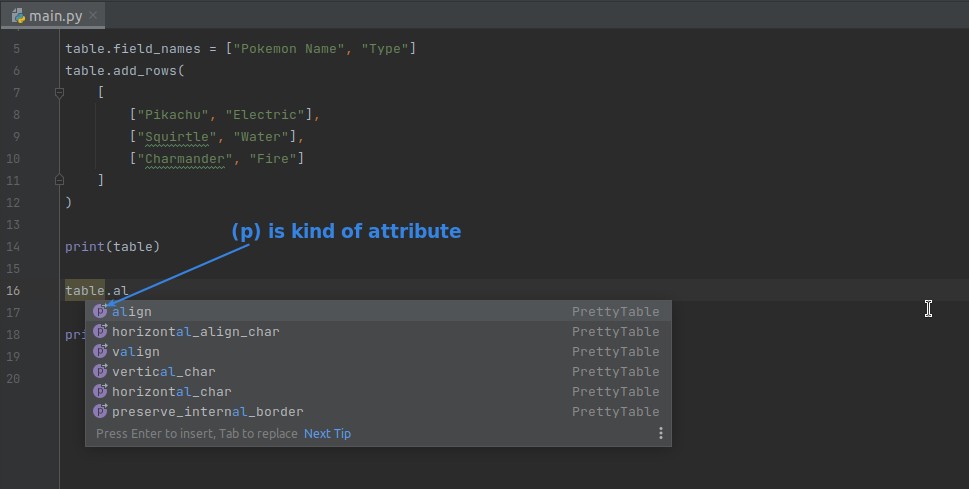 main.py
5 table.field_names = ["Pokemon Name", "Type"]
6 table.add_rows(
7 [
8 ["Pikachu", "Electric"],
9 ["Squirtle", "Water"],
10 ["Charmander", "Fire"]
11 ]
12 )
13
(p) is kind of attribute
14 print(table)
15
16 table.al
17 p align PrettyTable
p horizontal_align_char PrettyTable
18 pri
p valign PrettyTable
19 p vertical_char PrettyTable
20 p horizontal_char PrettyTable
p preserve_internal_border PrettyTable
Press Enter to insert, Tab to replace Next Tip